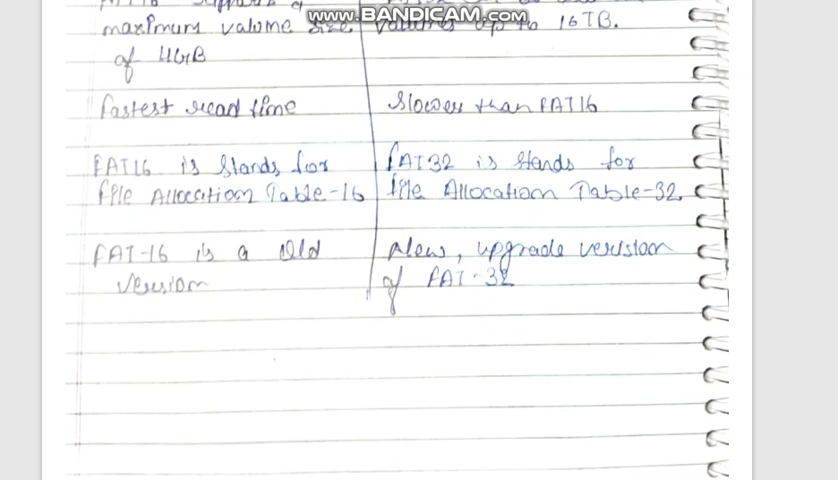 maximum valume size
of 4GB
www.BANDICAM.com
valumes up to 16TB.
Fastest read time
Slower than FAT16
FAT16 is Stands for
File Allocation Table-16
FAT32 is Stands for
File Allocation Table-32.
FAT-16 is a Old
Version
New, upgrade version
of FAT-32